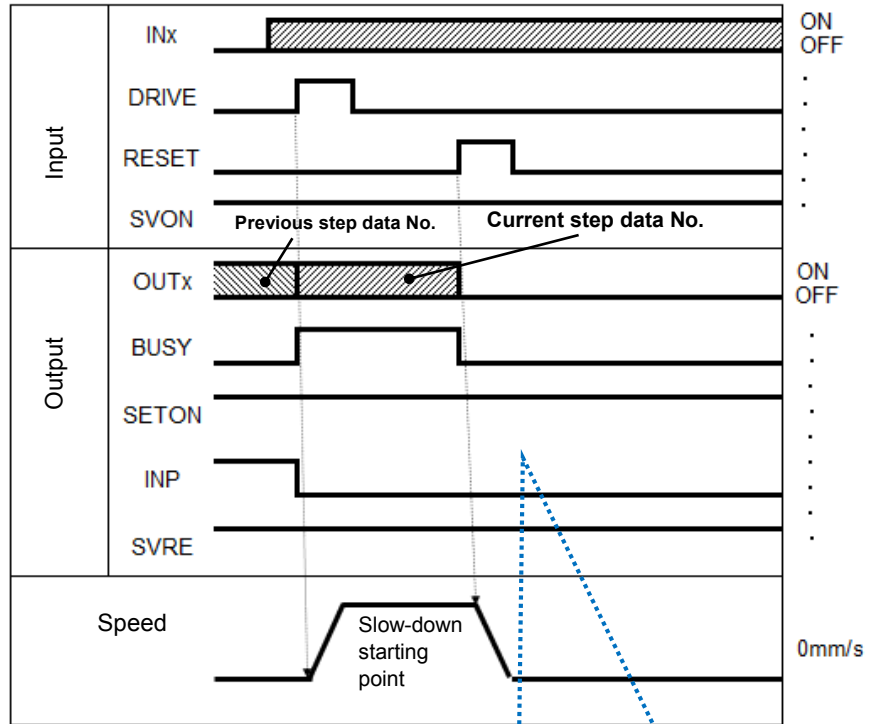 Input
INx
ON
OFF
DRIVE
RESET
SVON
Previous step data No.
Current step data No.
Output
OUTx
ON
OFF
BUSY
SETON
INP
SVRE
Speed
Slow-down
starting
point
0mm/s